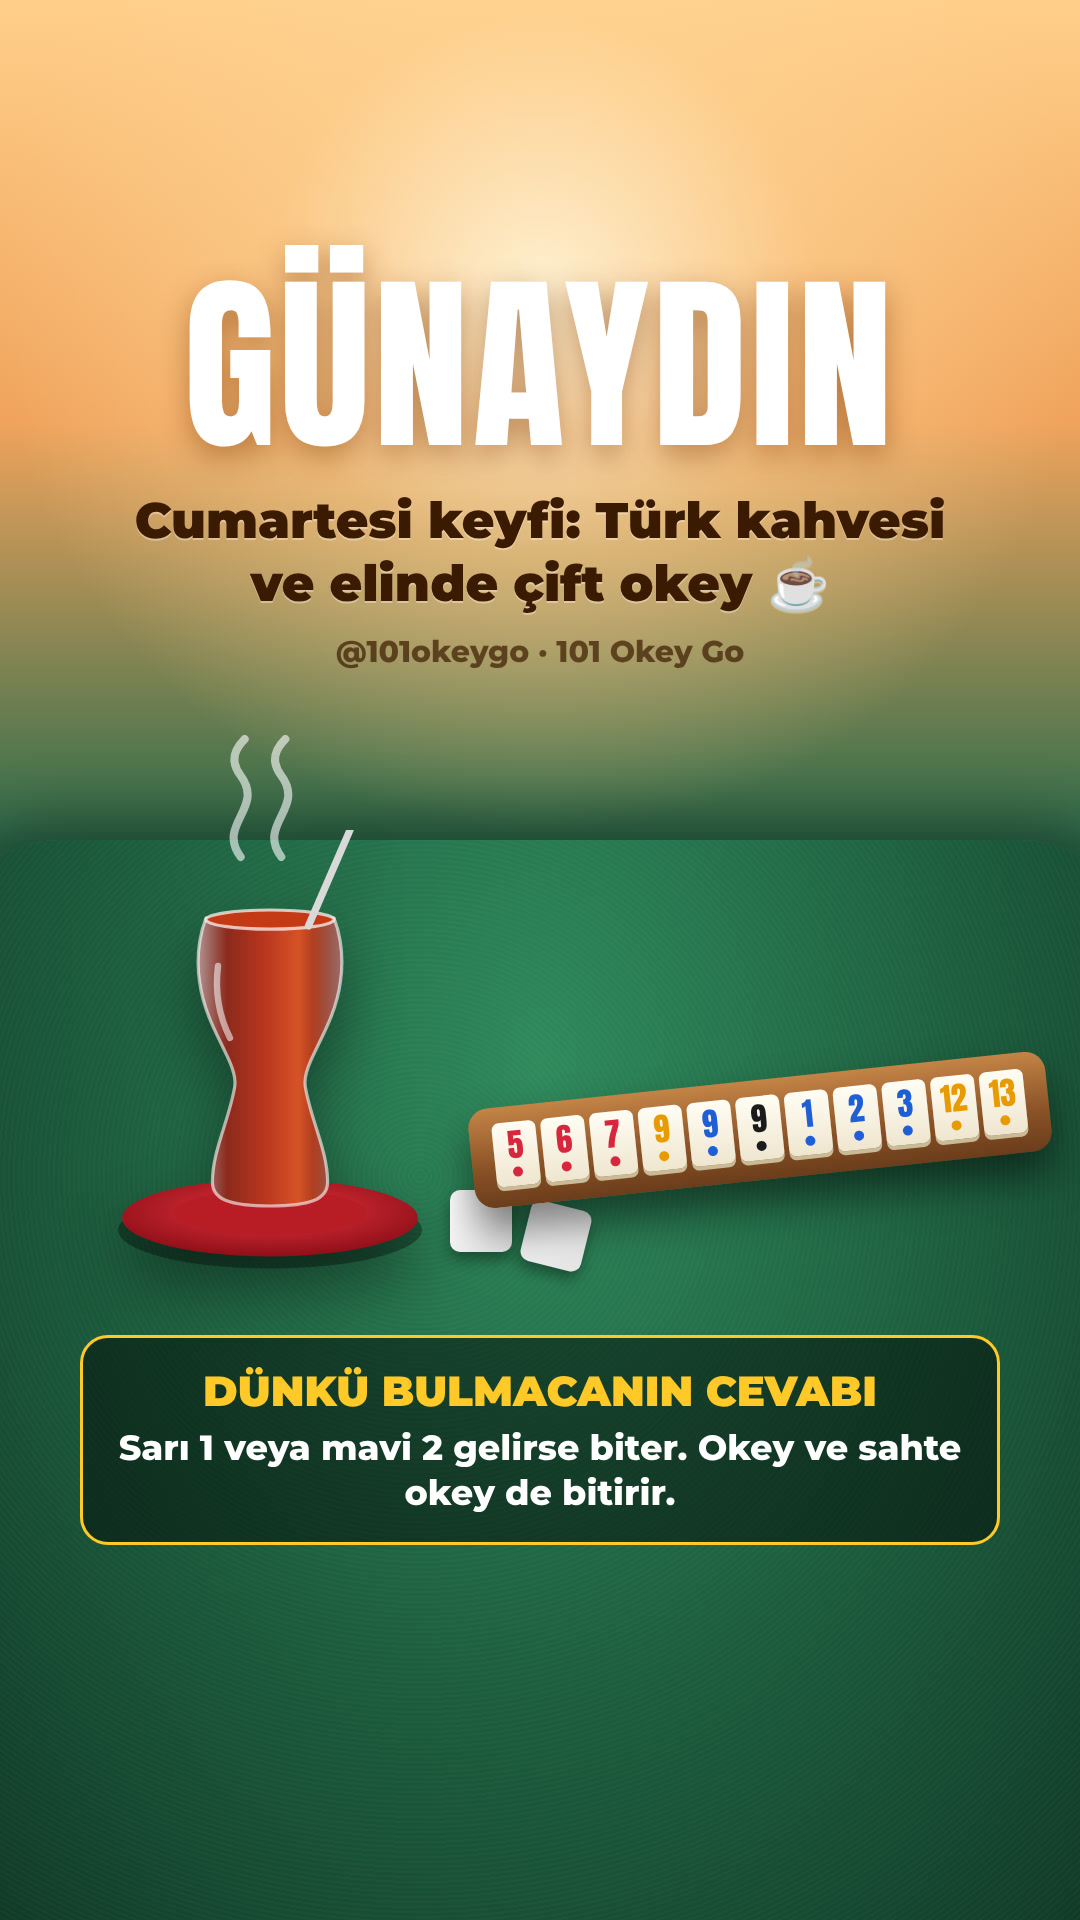 GÜNAYDIN
Cumartesi keyfi: Türk kahvesi
ve elinde çift okey ☕
@101okeygo · 101 Okey Go
5 6 7 9 9 9 1 2 3 12 13
DÜNKÜ BULMACANIN CEVABI
Sarı 1 veya mavi 2 gelirse biter. Okey ve sahte
okey de bitirir.